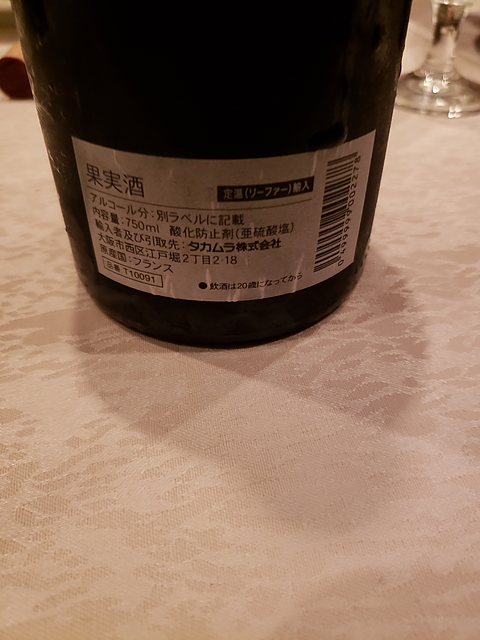 果実酒
定温(リーファー)輸入
アルコール分:別ラベルに記載
内容量:750ml 酸化防止剤(亜硫酸塩)
輸入者及び引取先:タカムラ株式会社
大阪市西区江戸堀2丁目2-18
原産国:フランス
品番 T10091
●飲酒は20歳になってから